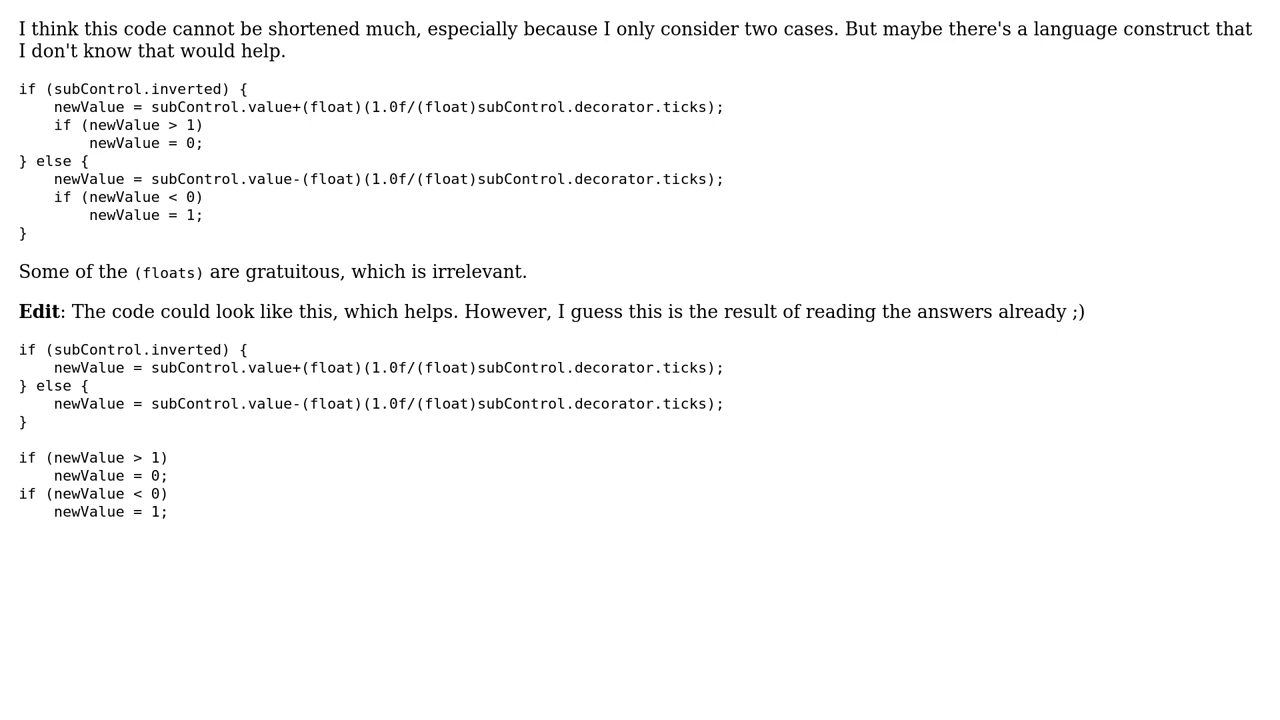 I think this code cannot be shortened much, especially because I only consider two cases. But maybe there's a language construct that
I don't know that would help.
if (subControl.inverted) {
    newValue = subControl.value+(float)(1.0f/(float)subControl.decorator.ticks);
    if (newValue > 1)
        newValue = 0;
} else {
    newValue = subControl.value-(float)(1.0f/(float)subControl.decorator.ticks);
    if (newValue < 0)
        newValue = 1;
}
Some of the (floats) are gratuitous, which is irrelevant.
Edit: The code could look like this, which helps. However, I guess this is the result of reading the answers already ;)
if (subControl.inverted) {
    newValue = subControl.value+(float)(1.0f/(float)subControl.decorator.ticks);
} else {
    newValue = subControl.value-(float)(1.0f/(float)subControl.decorator.ticks);
}
if (newValue > 1)
    newValue = 0;
if (newValue < 0)
    newValue = 1;